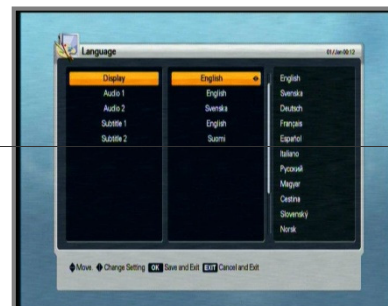 Language 01/Jan 00:12
Display English English
Audio 1 English Svenska
Audio 2 Svenska Deutsch
Subtitle 1 English Français
Subtitle 2 Suomi Español
Italiano
Русский
Magyar
Cestina
Slovenský
Norsk
Move Change Setting OK Save and Exit EXIT Cancel and Exit